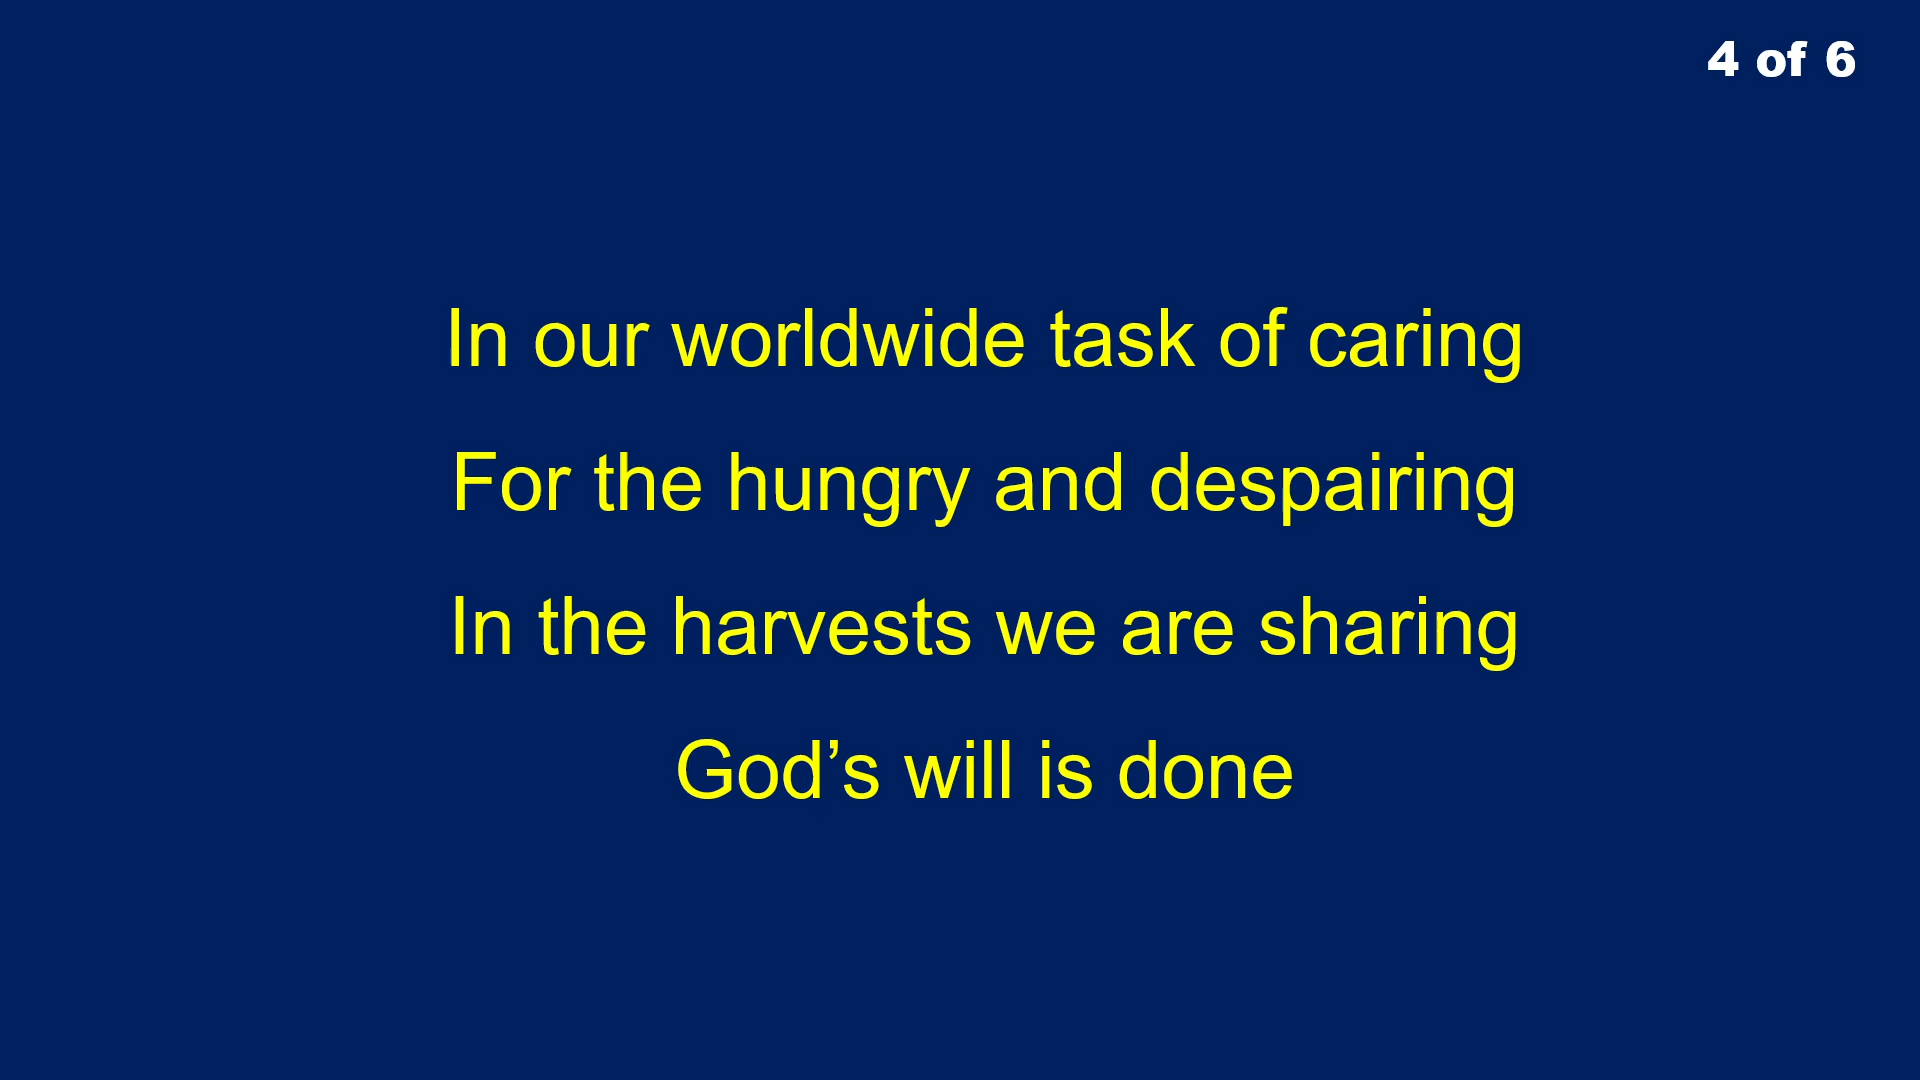 4 of 6
In our worldwide task of caring
For the hungry and despairing
In the harvests we are sharing
God’s will is done